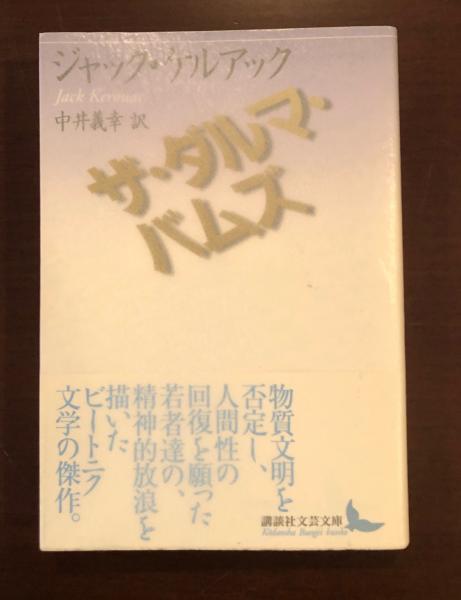 ジャック・ケルアック
Jack Kerouac
中井義幸 訳
ザ・ダルマ・
バムズ
物質文明を
否定し、
人間性の
回復を願った
若者達の、
精神的放浪を
描いた
ビートニク
文学の傑作。
講談社文芸文庫
Kodansha Bungei bunko